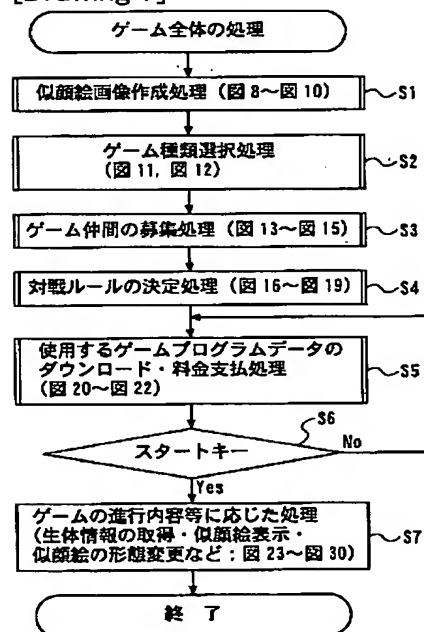 [Drawing 7]
ゲーム全体の処理
似顔絵画像作成処理 (図8～図10)
S1
ゲーム種類選択処理
(図11, 図12)
S2
ゲーム仲間の募集処理 (図13～図15)
S3
対戦ルールの決定処理 (図16～図19)
S4
使用するゲームプログラムデータの
ダウンロード・料金支払処理
(図20～図22)
S5
S6
スタートキー
No
Yes
ゲームの進行内容等に応じた処理
(生体情報の取得・似顔絵表示・
似顔絵の形態変更など：図23～図30)
S7
終 了